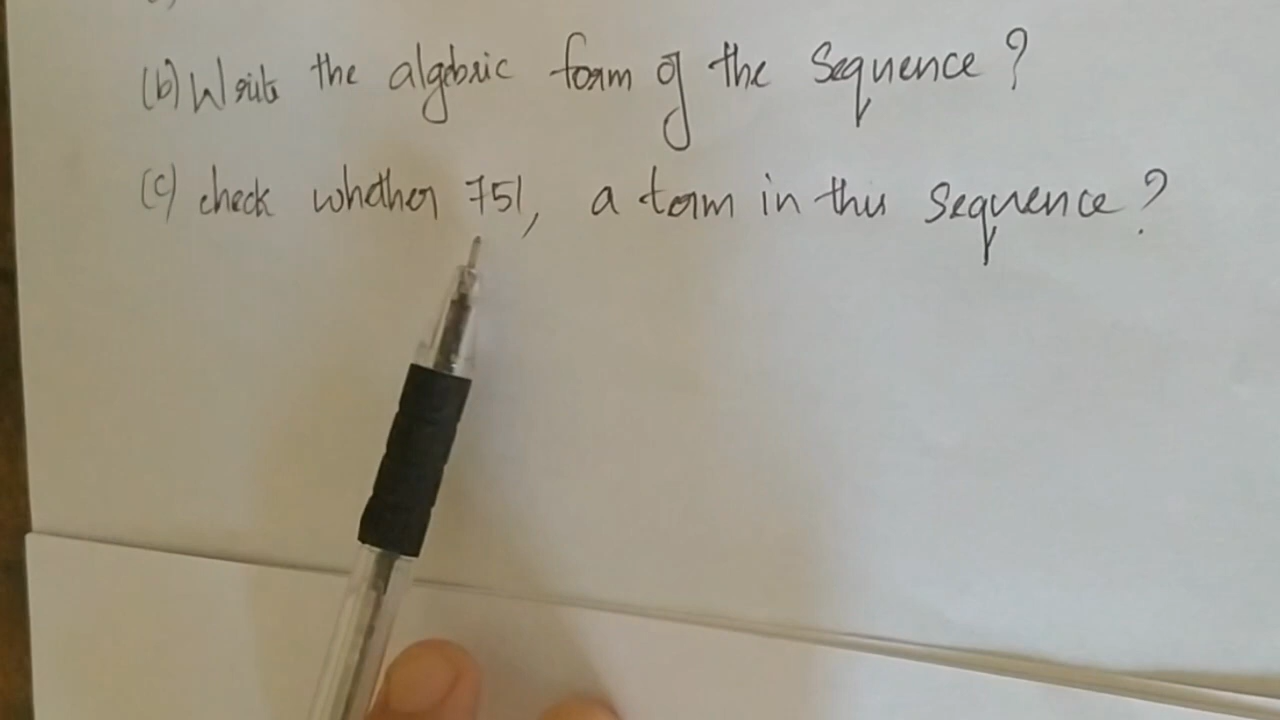 (b) Write the algebric form of the Sequence ?
(c) check whether 751, a term in this Sequence ?